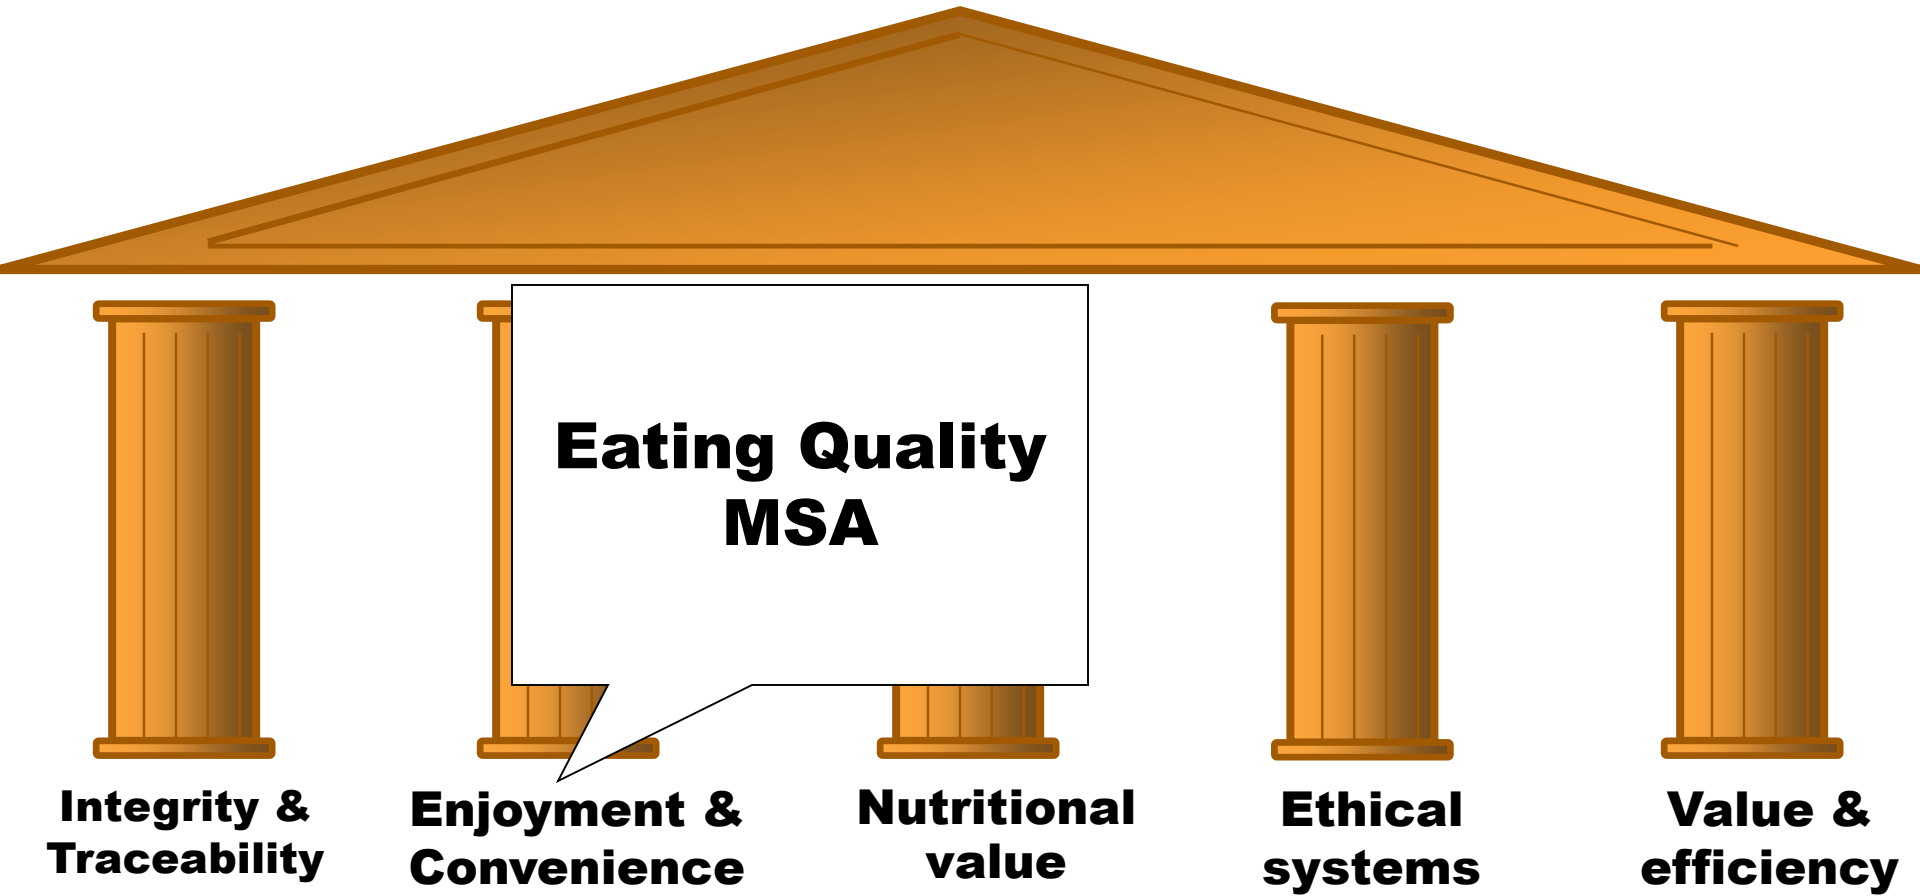 Eating Quality
MSA
Integrity &
Traceability
Enjoyment &
Convenience
Nutritional
value
Ethical
systems
Value &
efficiency